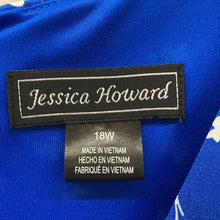 Jessica Howard
18W
MADE IN VIETNAM
HECHO EN VIETNAM
FABRIQUÉ EN VIETNAM